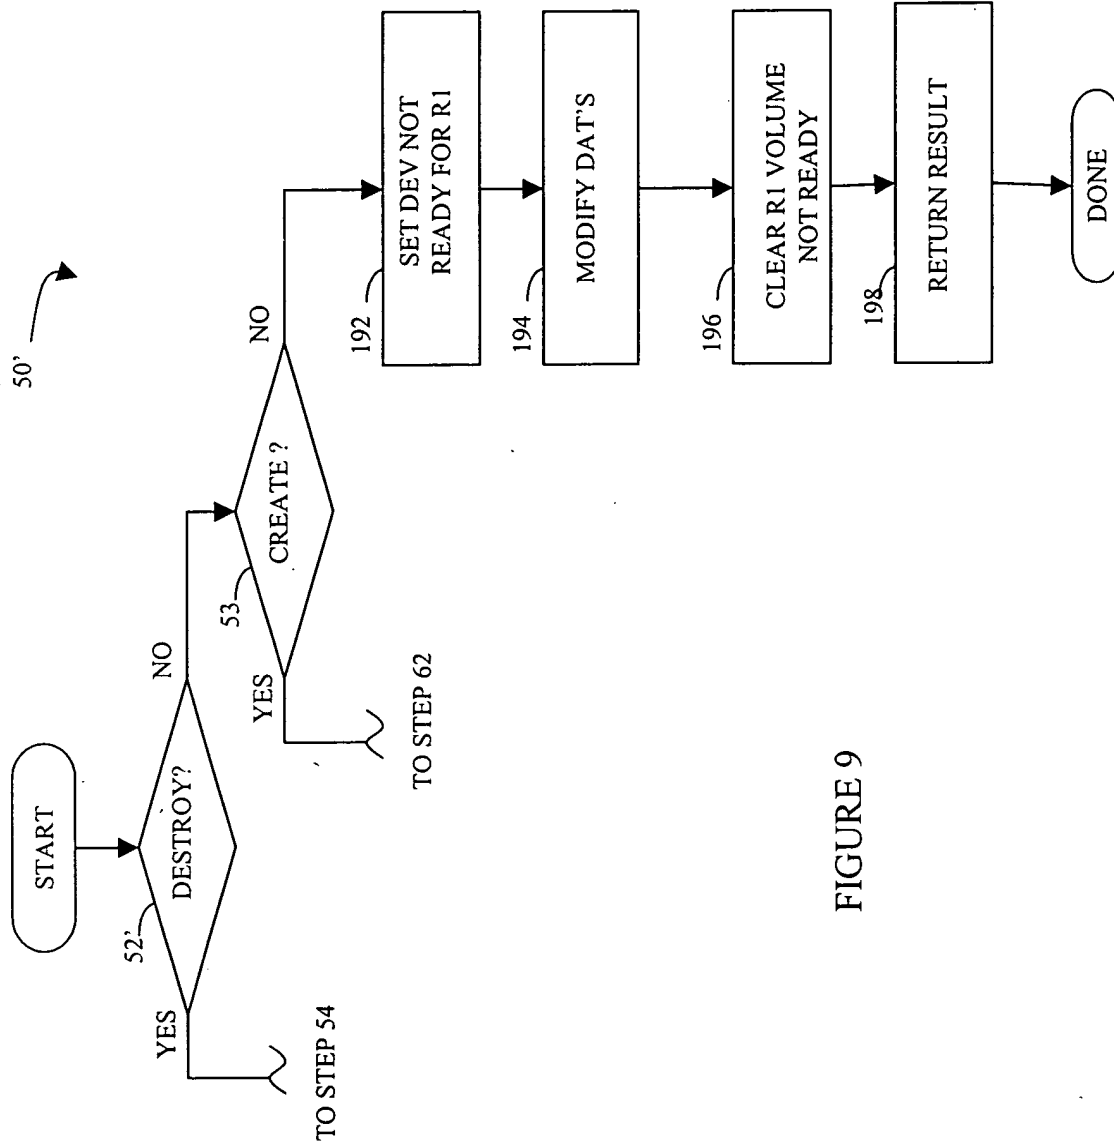 50'
START
52'
DESTROY?
YES
NO
TO STEP 54
53
CREATE ?
YES
NO
TO STEP 62
192
SET DEV NOT
READY FOR R1
194
MODIFY DAT'S
196
CLEAR R1 VOLUME
NOT READY
198
RETURN RESULT
DONE
FIGURE 9